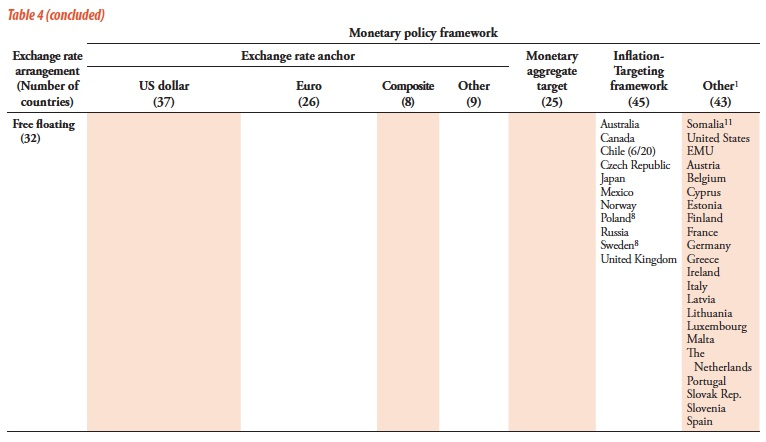 Table 4 (concluded)
Monetary policy framework
Exchange rate arrangement (Number of countries)
Exchange rate anchor
US dollar (37)
Euro (26)
Composite (8)
Other (9)
Monetary aggregate target (25)
Inflation-Targeting framework (45)
Other¹ (43)
Free floating (32)
Australia
Canada
Chile (6/20)
Czech Republic
Japan
Mexico
Norway
Poland⁸
Russia
Sweden⁸
United Kingdom
Somalia¹¹
United States
EMU
Austria
Belgium
Cyprus
Estonia
Finland
France
Germany
Greece
Ireland
Italy
Latvia
Lithuania
Luxembourg
Malta
The
Netherlands
Portugal
Slovak Rep.
Slovenia
Spain